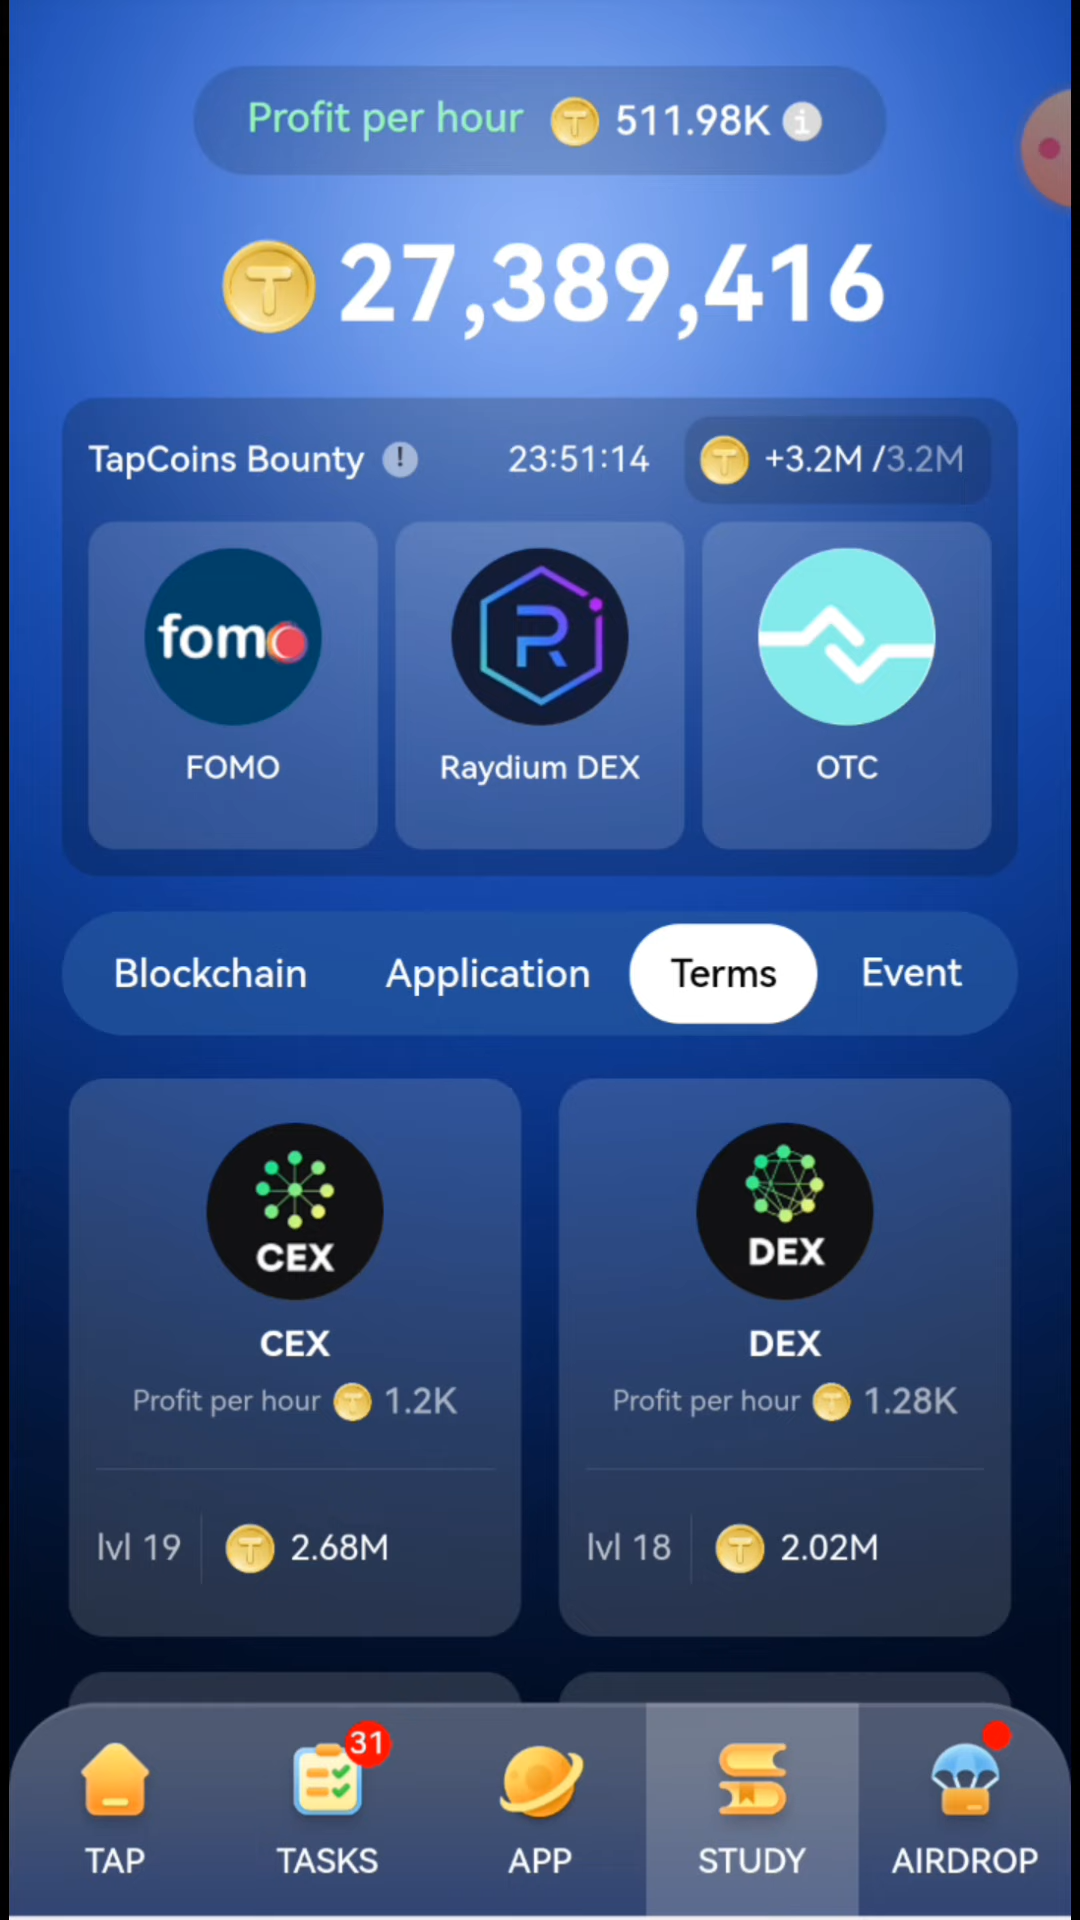 Profit per hour 511.98K
27,389,416
TapCoins Bounty 23:51:14 +3.2M /3.2M
fomo
FOMO
Raydium DEX
OTC
Blockchain Application Terms Event
CEX
DEX
CEX
DEX
Profit per hour 1.2K
Profit per hour 1.28K
lvl 19 2.68M
lvl 18 2.02M
31
TAP TASKS APP STUDY AIRDROP